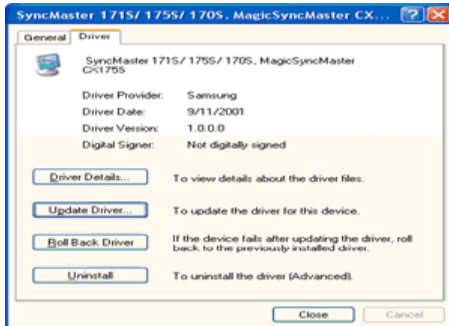 SyncMaster 171S/ 175S/ 170S, MagicSyncMaster CX...
General Driver
SyncMaster 171S/ 175S/ 170S, MagicSyncMaster
CX175S
Driver Provider: Samsung
Driver Date: 9/11/2001
Driver Version: 1.0.0.0
Digital Signer: Not digitally signed
Driver Details... To view details about the driver files.
Update Driver... To update the driver for this device.
Roll Back Driver If the device fails after updating the driver, roll
back to the previously installed driver.
Uninstall To uninstall the driver (Advanced).
Close Cancel